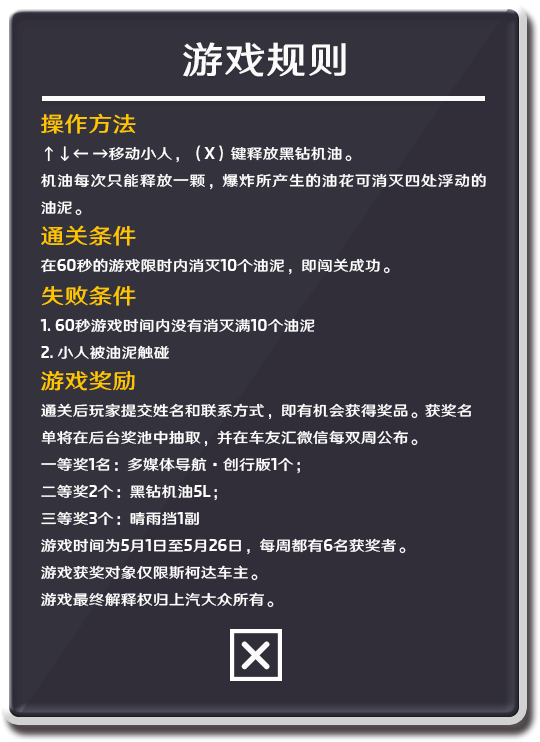 游戏规则
操作方法
↑↓← →移动小人，（X）键释放黑钻机油。
机油每次只能释放一颗，爆炸所产生的油花可消灭四处浮动的
油泥。
通关条件
在60秒的游戏限时内消灭10个油泥，即闯关成功。
失败条件
1. 60秒游戏时间内没有消灭满10个油泥
2. 小人被油泥触碰
游戏奖励
通关后玩家提交姓名和联系方式，即有机会获得奖品。获奖名
单将在后台奖池中抽取，并在车友汇微信每双周公布。
一等奖1名：多媒体导航·创行版1个；
二等奖2个：黑钻机油5L；
三等奖3个：晴雨挡1副
游戏时间为5月1日至5月26日，每周都有6名获奖者。
游戏获奖对象仅限斯柯达车主。
游戏最终解释权归上汽大众所有。